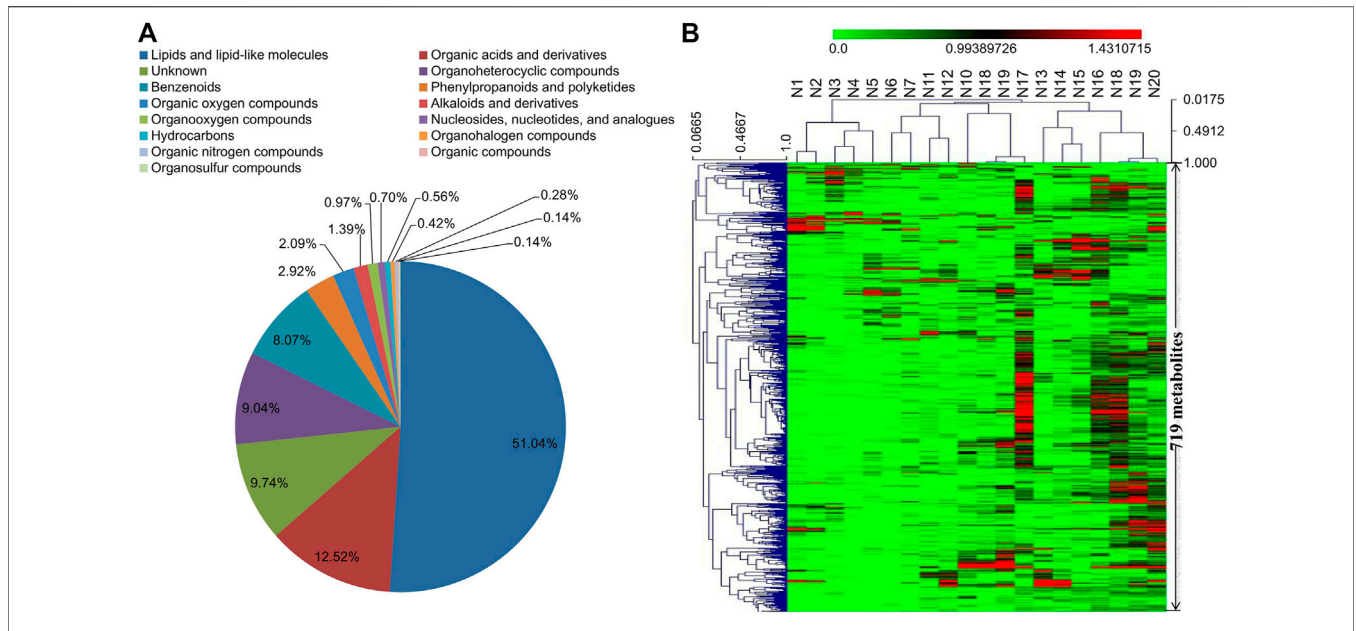 A
Lipids and lipid-like molecules
Organic acids and derivatives
Unknown
Organoheterocyclic compounds
Benzenoids
Phenylpropanoids and polyketides
Organic oxygen compounds
Alkaloids and derivatives
Organooxygen compounds
Nucleosides, nucleotides, and analogues
Hydrocarbons
Organohalogen compounds
Organic nitrogen compounds
Organic compounds
Organosulfur compounds
0.97%
0.70%
0.56%
0.28%
1.39%
0.42%
0.14%
2.09%
0.14%
2.92%
8.07%
9.04%
51.04%
9.74%
12.52%
B
0.0
0.99389726
1.4310715
N1
N2
N3
N4
N5
N6
N7
N11
N12
N10
N18
N19
N17
N13
N14
N15
N16
N18
N19
N20
0.0175
0.4912
1.000
0.0665
0.4667
1.0
719 metabolites